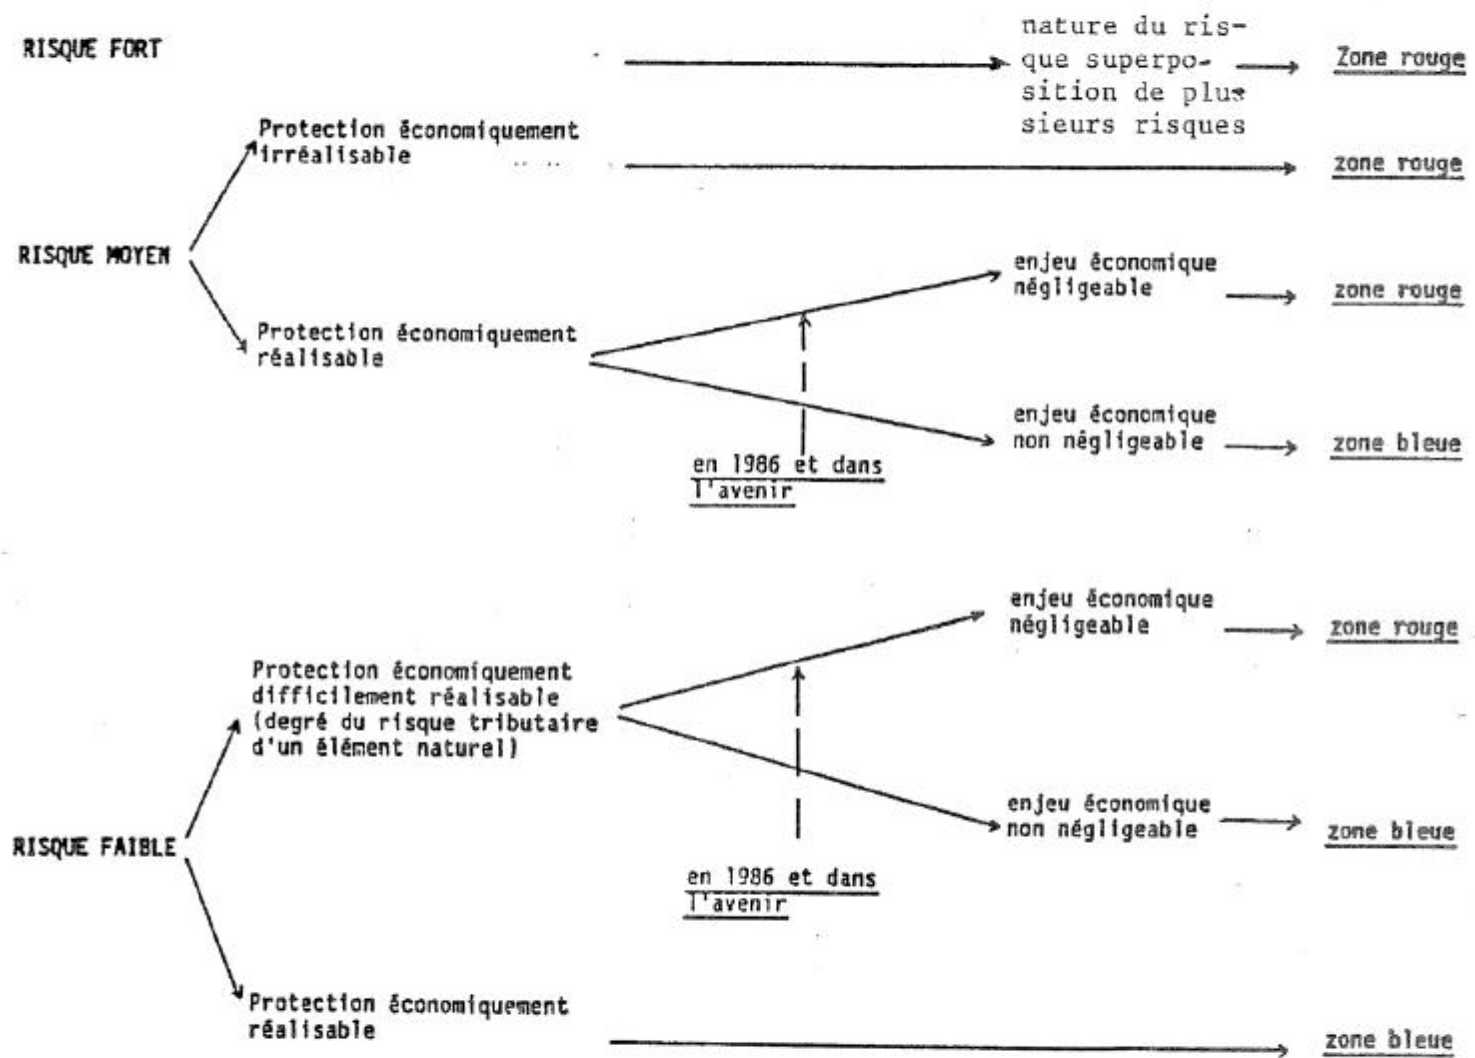 nature du ris-
RISQUE FORT
que superpo-
Zone rouge
sition de plus
sieurs risques
Protection économiquement
irréalisable
zone rouge
RISQUE MOYEN
enjeu économique
négligeable
zone rouge
Protection économiquement
réalisable
enjeu économique
non négligeable
zone bleue
en 1986 et dans
l'avenir
enjeu économique
négligeable
zone rouge
Protection économiquement
difficilement réalisable
(degré du risque tributaire
d'un élément naturel)
enjeu économique
non négligeable
zone bleue
RISQUE FAIBLE
en 1986 et dans
l'avenir
Protection économiquement
réalisable
zone bleue